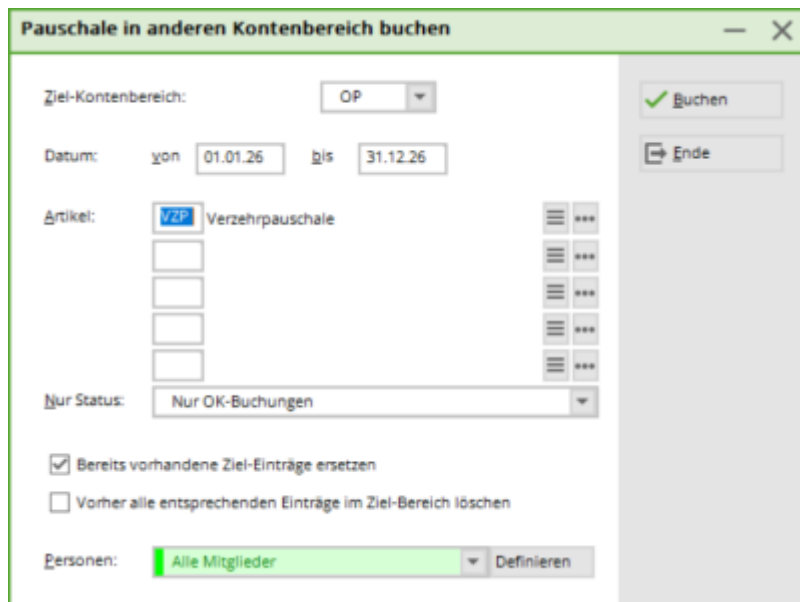 Pauschale in anderen Kontenbereich buchen
Ziel-Kontenbereich: OP
Buchen
Datum: von 01.01.26 bis 31.12.26
Ende
Artikel: VZP Verzehrpauschale
Nur Status: Nur OK-Buchungen
Bereits vorhandene Ziel-Einträge ersetzen
Vorher alle entsprechenden Einträge im Ziel-Bereich löschen
Personen: Alle Mitglieder Definieren